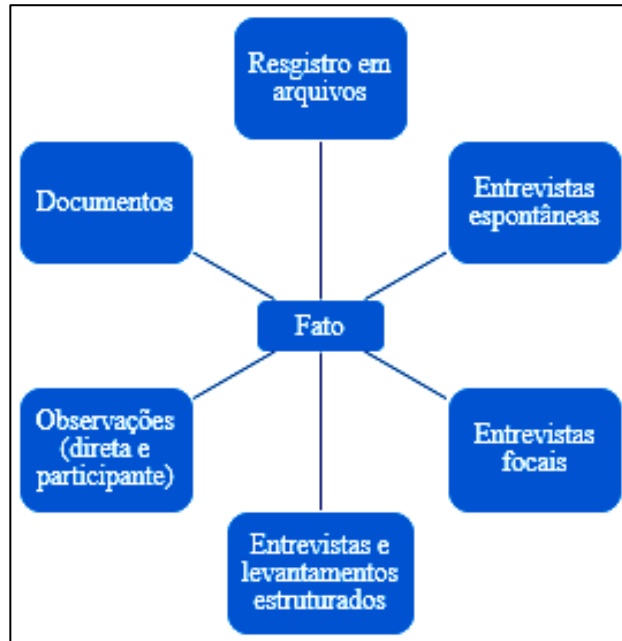 Resgistro em
arquivos
Documentos
Entrevistas
espontâneas
Fato
Observações
(direta e
participante)
Entrevistas
focais
Entrevistas e
levantamentos
estruturados